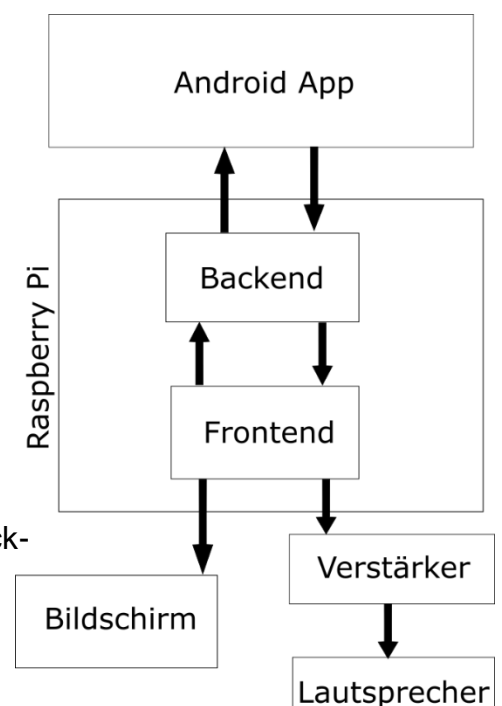 Android App
Raspberry Pi
Backend
Frontend
ck-
Verstärker
Bildschirm
Lautsprecher